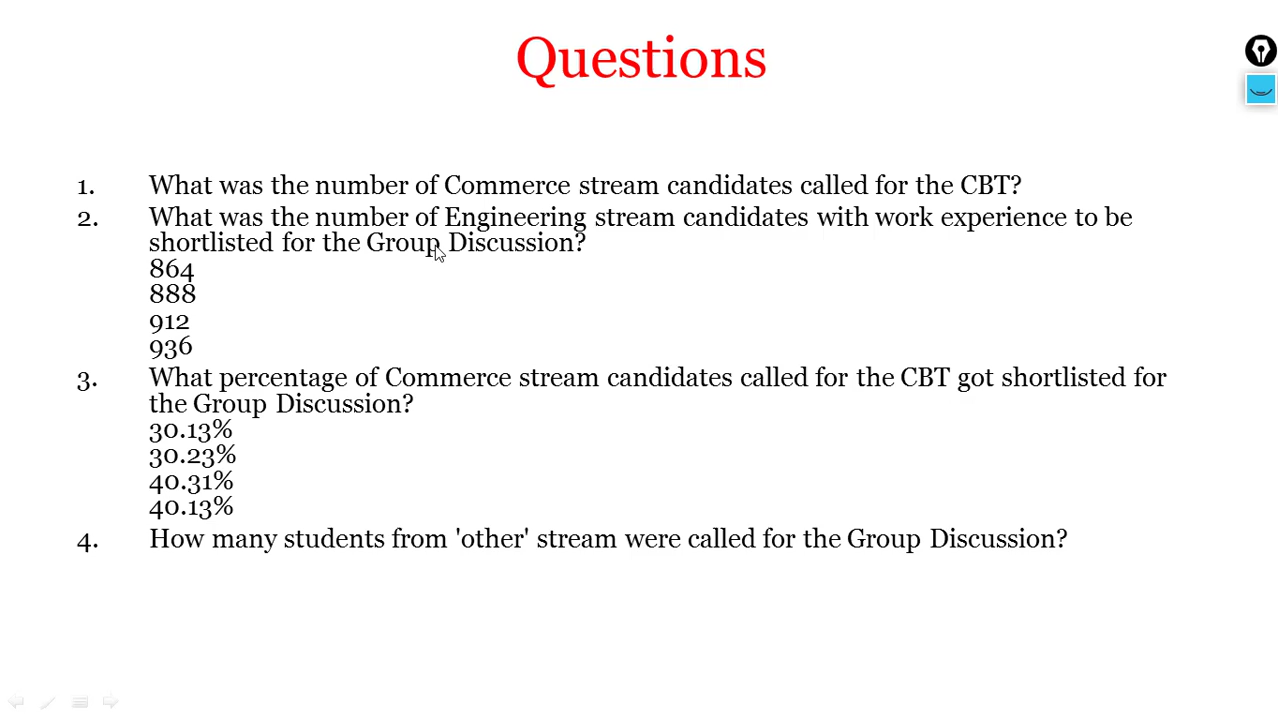 Questions
1. What was the number of Commerce stream candidates called for the CBT?
2. What was the number of Engineering stream candidates with work experience to be
shortlisted for the Group Discussion?
864
888
912
936
3. What percentage of Commerce stream candidates called for the CBT got shortlisted for
the Group Discussion?
30.13%
30.23%
40.31%
40.13%
4. How many students from 'other' stream were called for the Group Discussion?